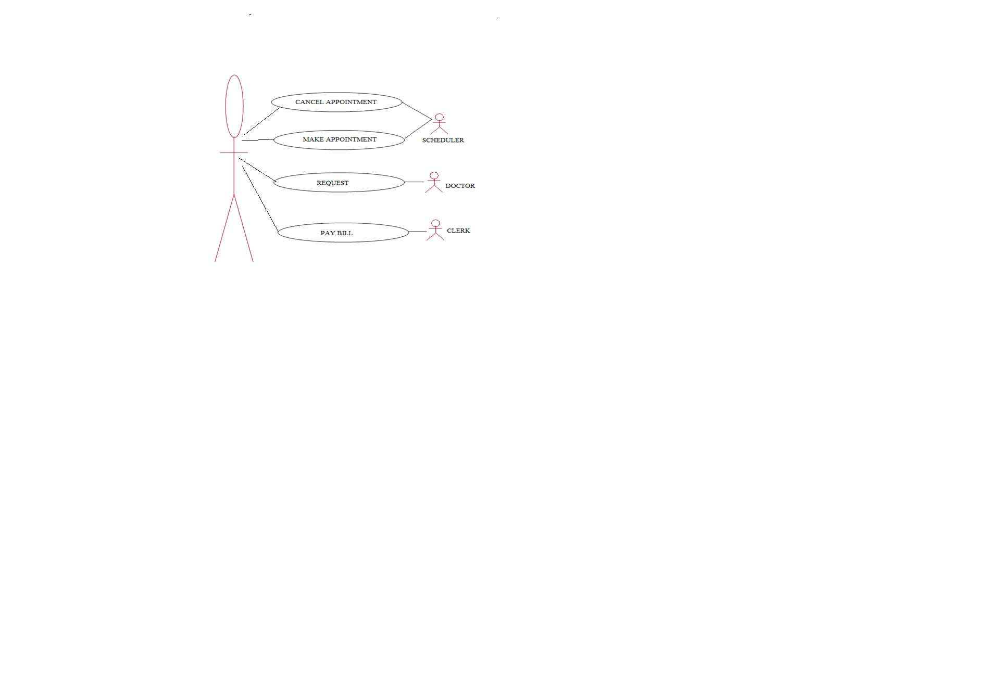 CANCEL APPOINTMENT
MAKE APPOINTMENT
SCHEDULER
REQUEST
DOCTOR
PAY BILL
CLERK